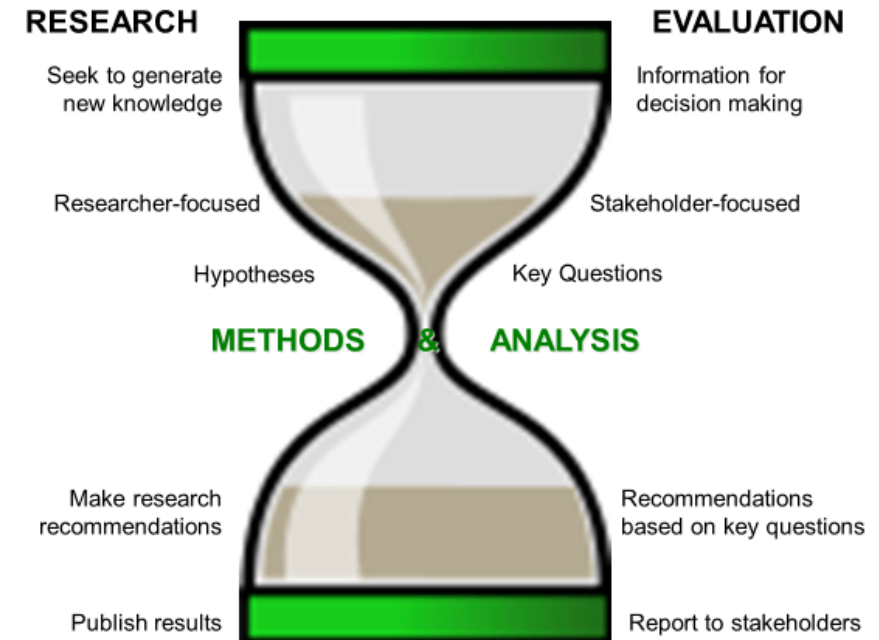 RESEARCH
EVALUATION
Seek to generate
new knowledge
Information for
decision making
Researcher-focused
Stakeholder-focused
Hypotheses
Key Questions
METHODS & ANALYSIS
Make research
recommendations
Recommendations
based on key questions
Publish results
Report to stakeholders